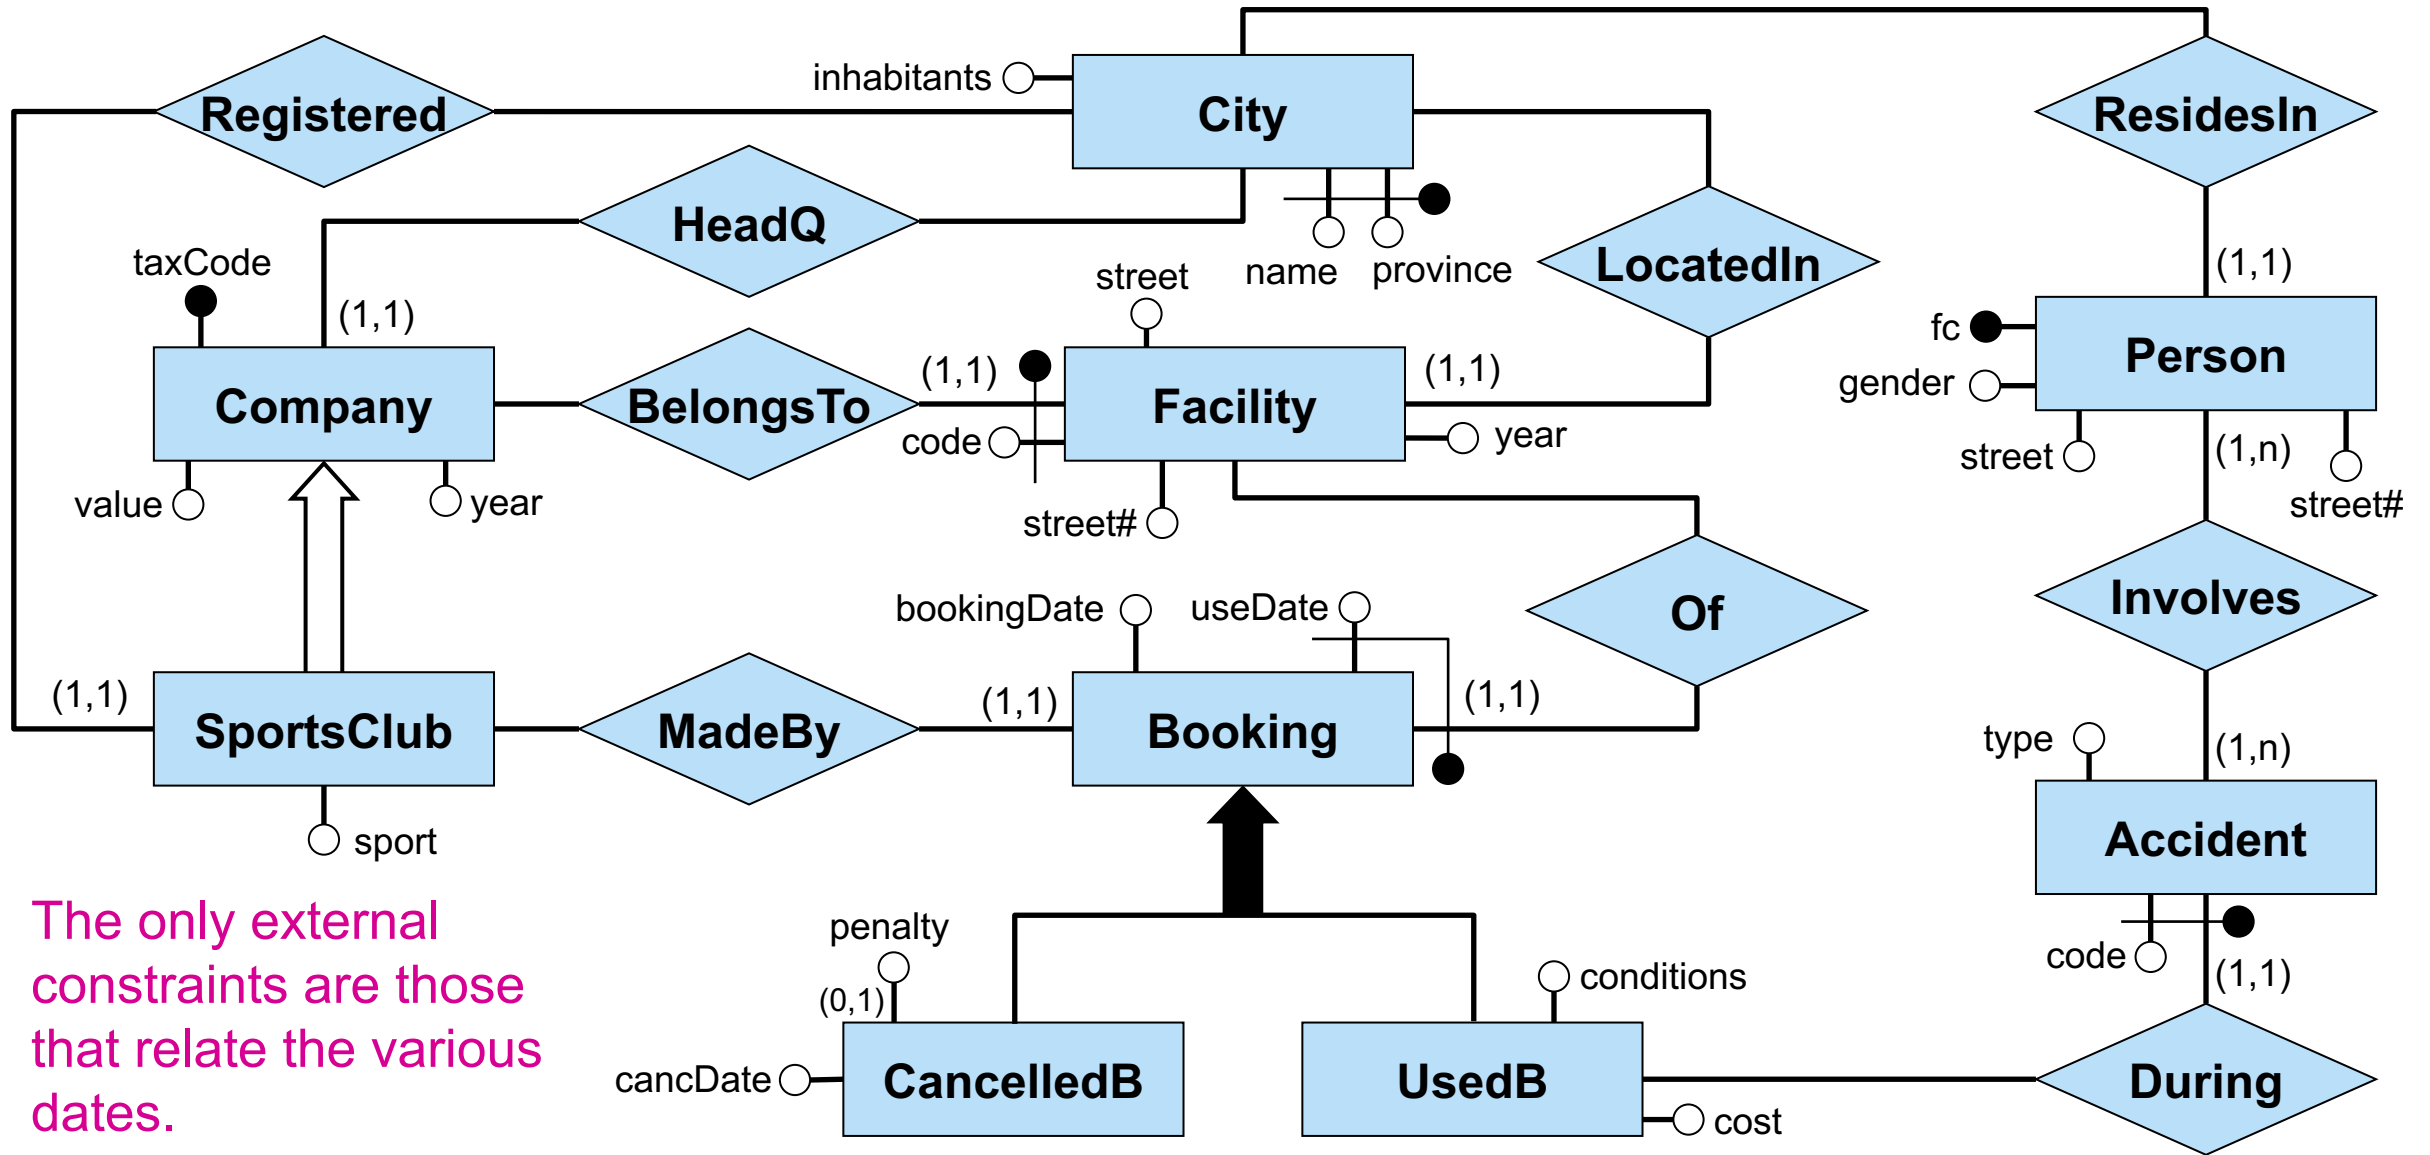 inhabitants
City
Registered
ResidesIn
HeadQ
name
province
LocatedIn
taxCode
street
(1,1)
(1,1)
fc
Person
gender
Company
(1,1)
BelongsTo
(1,1)
Facility
(1,1)
code
year
value
year
street#
street
(1,n)
street#
bookingDate
useDate
Of
Involves
(1,1)
SportsClub
MadeBy
(1,1)
Booking
(1,1)
type
(1,n)
sport
Accident
The only external
constraints are those
that relate the various
dates.
penalty
(0,1)
conditions
code
(1,1)
cancDate
CancelledB
UsedB
During
cost